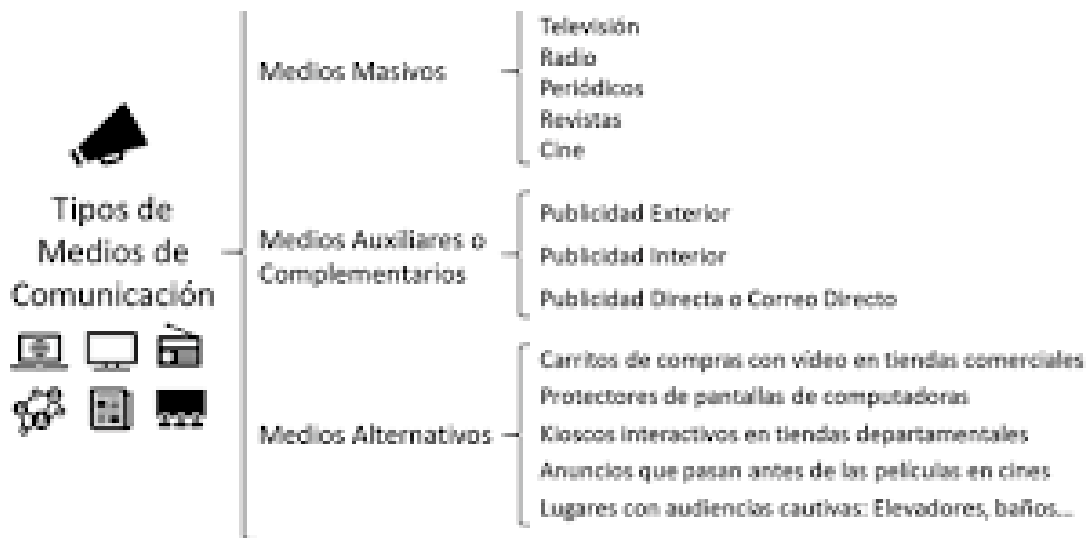 Tipos de
Medios de
Comunicación
Medios Masivos
Televisión
Radio
Periódicos
Revistas
Cine
Medios Auxiliares o
Complementarios
Publicidad Exterior
Publicidad Interior
Publicidad Directa o Correo Directo
Medios Alternativos
Carritos de compras con vídeo en tiendas comerciales
Protectores de pantallas de computadoras
Kioscos interactivos en tiendas departamentales
Anuncios que pasan antes de las películas en cines
Lugares con audiencias cautivas: Elevadores, baños...